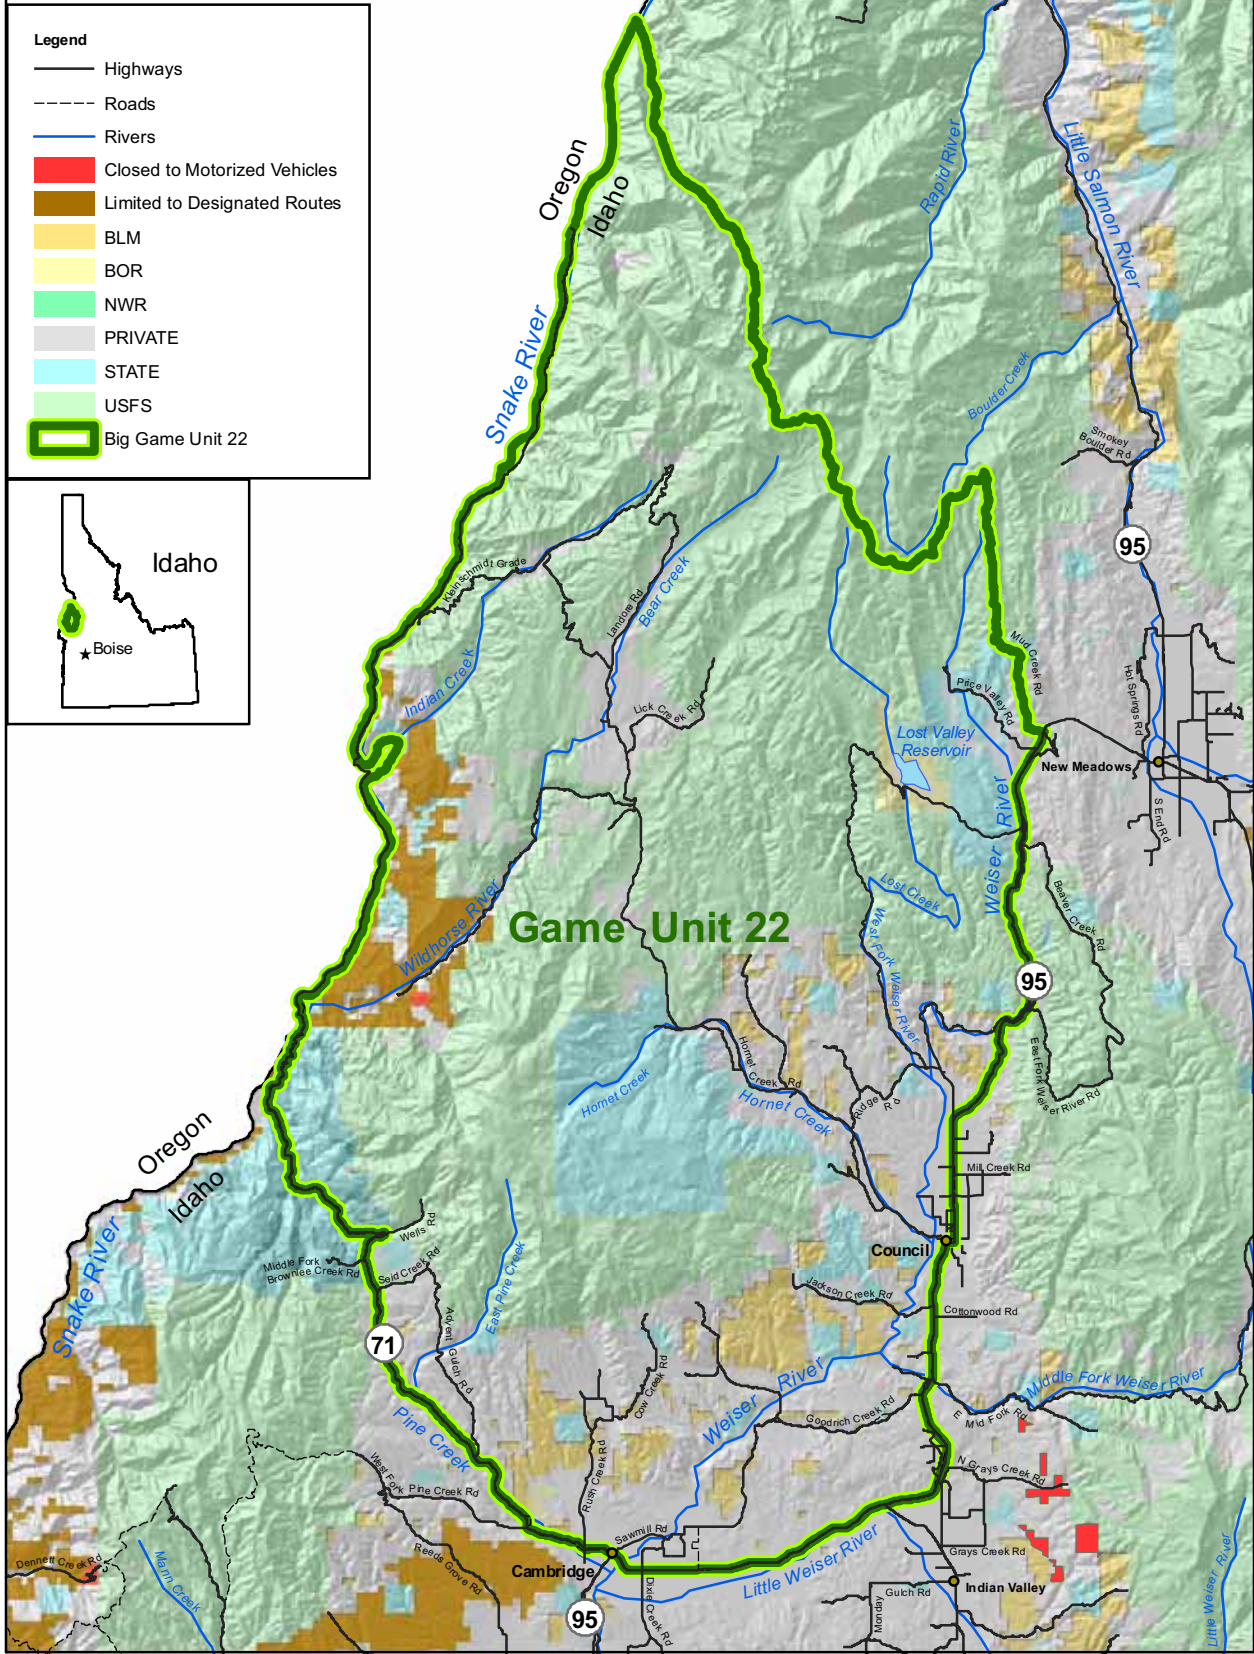 Legend
Highways
Roads
Rivers
Closed to Motorized Vehicles
Limited to Designated Routes
BLM
BOR
NWR
PRIVATE
STATE
USFS
Big Game Unit 22
Idaho
Boise
Oregon
Idaho
Snake River
Rapid River
Little Salmon River
Boulder Creek
Smokey
Boulder Rd
95
Kleinschmidt Grade
Landore Rd
Bear Creek
Indian Creek
Lick Creek Rd
Mud Creek Rd
Price Valley Rd
Hot Springs Rd
Lost Valley
Reservoir
New Meadows
S End Rd
Weiser River
Beaver Creek Rd
Lost Creek
West Fork Weiser River
Wildhorse River
Game Unit 22
95
East Fork Weiser River Rd
Hornet Creek
Hornet
Creek Rd
Hornet Creek
Ridge Rd
Mill Creek Rd
Oregon
Idaho
Snake River
Wells Rd
Middle Fork
Brownlee Creek Rd
Seid Creek Rd
East Pine Creek
Advent Gulch Rd
Council
Jackson Creek Rd
Cottonwood Rd
71
Pine Creek
Cow Creek Rd
Rush Creek Rd
Weiser River
Goodrich Creek Rd
Middle Fork Weiser River
E Mid Fork Rd
N Grays Creek Rd
West Fork
Pine Creek Rd
Reeds Grove Rd
Sawmill Rd
Cambridge
95
Dixie Creek Rd
Little Weiser River
Grays Creek Rd
Indian Valley
Gulch Rd
Monday
Little Weiser River
Dennett Creek Rd
Mann Creek